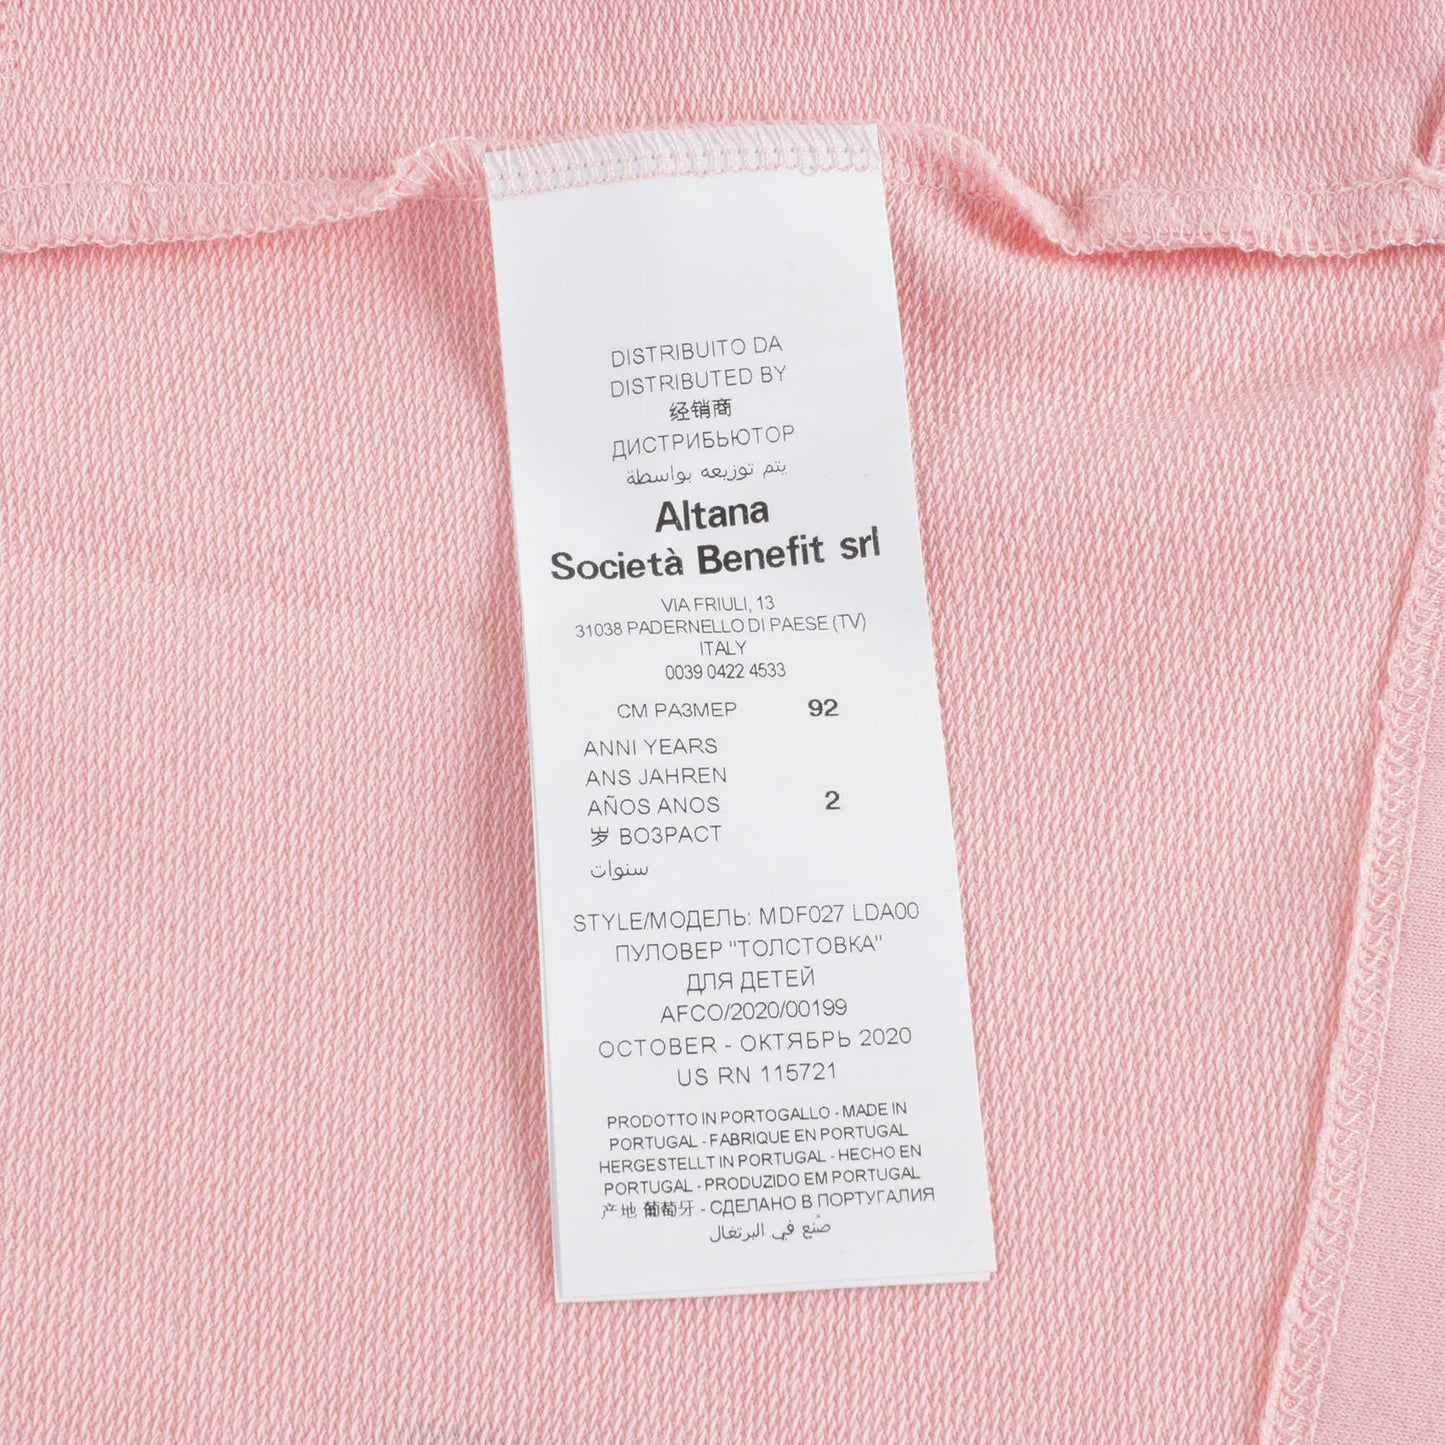 DISTRIBUITO DA
DISTRIBUTED BY
经销商
ДИСТРИБЬЮТОР
يتم توزيعه بواسطة
Altana
Società Benefit srl
VIA FRIULI, 13
31038 PADERNELLO DI PAESE (TV)
ITALY
0039 0422 4533
CM РАЗМЕР 92
ANNI YEARS
ANS JAHREN
AÑOS ANOS 2
岁 ВОЗРАСТ
سنوات
STYLE/МОДЕЛЬ: MDF027 LDA00
ПУЛОВЕР "ТОЛСТОВКА"
ДЛЯ ДЕТЕЙ
AFCO/2020/00199
OCTOBER - ОКТЯБРЬ 2020
US RN 115721
PRODOTTO IN PORTOGALLO - MADE IN
PORTUGAL - FABRIQUE EN PORTUGAL
HERGESTELLT IN PORTUGAL - HECHO EN
PORTUGAL - PRODUZIDO EM PORTUGAL
产地 葡萄牙 - СДЕЛАНО В ПОРТУГАЛИЯ
صُنع في البرتغال